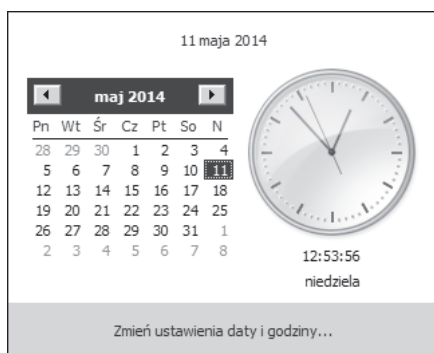 11 maja 2014
maj 2014
Pn Wt Śr Cz Pt So N
28 29 30 1 2 3 4
5 6 7 8 9 10 11
12 13 14 15 16 17 18
19 20 21 22 23 24 25
26 27 28 29 30 31 1
2 3 4 5 6 7 8
12:53:56
niedziela
Zmień ustawienia daty i godziny...